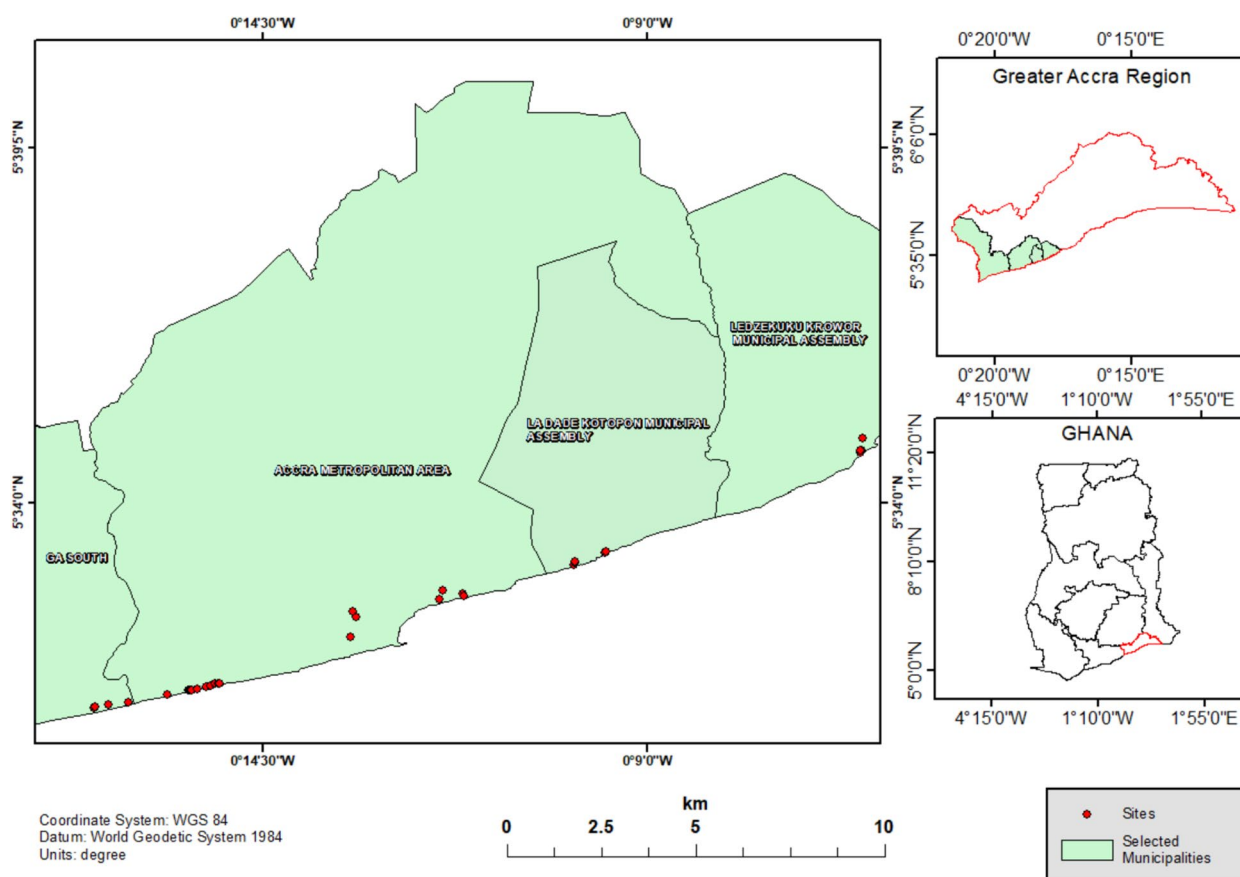 0°14'30"W
0°9'0"W
5°39'5"N
5°39'5"N
LEDZEKUKU KROWOR
MUNICIPAL ASSEMBLY
LA DADE KOTOPON MUNICIPAL
ASSEMBLY
ACCRA METROPOLITAN AREA
5°34'0"N
5°34'0"N
GA SOUTH
0°14'30"W
0°9'0"W
0°20'0"W
0°15'0"E
Greater Accra Region
6°6'0"N
5°35'0"N
0°20'0"W
0°15'0"E
4°15'0"W
1°10'0"W
1°55'0"E
GHANA
11°20'0"N
8°10'0"N
5°0'0"N
4°15'0"W
1°10'0"W
1°55'0"E
Coordinate System: WGS 84
Datum: World Geodetic System 1984
Units: degree
km
0 2.5 5 10
Sites
Selected
Municipalities